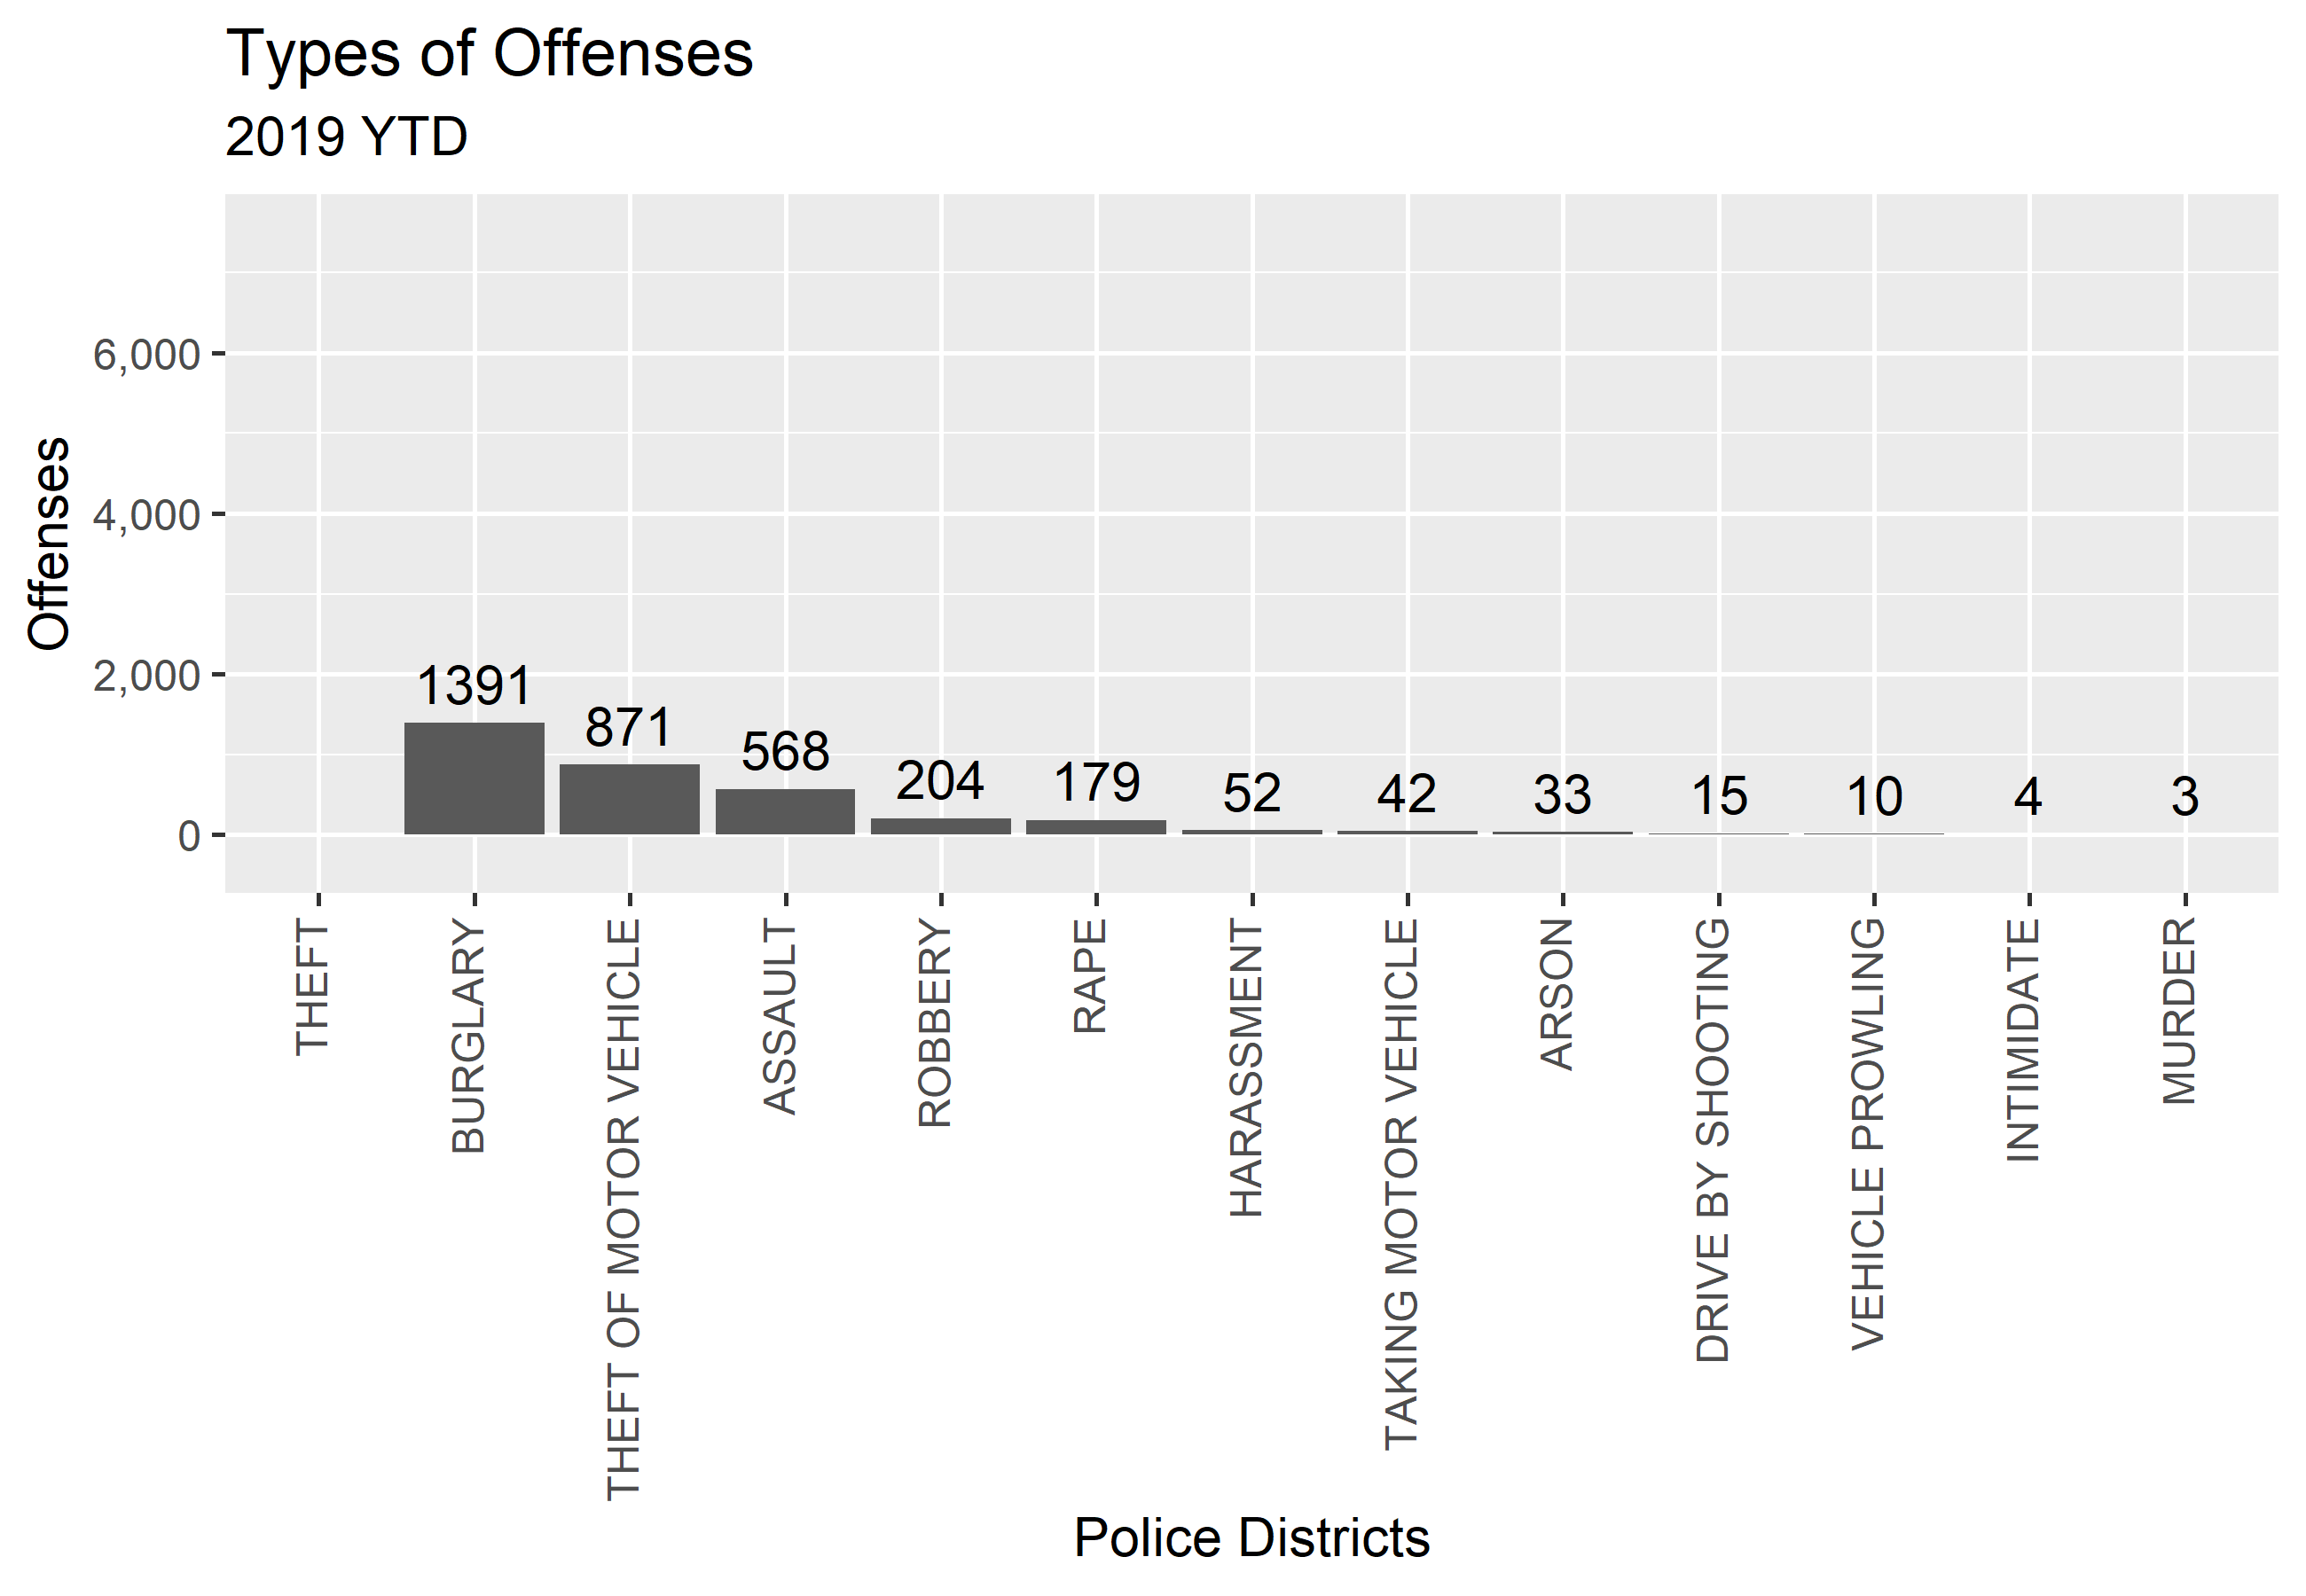 Types of Offenses
2019 YTD
Offenses
6,000
4,000
2,000
0
1391
871
568
204
179
52
42
33
15
10
4
3
THEFT
BURGLARY
THEFT OF MOTOR VEHICLE
ASSAULT
ROBBERY
RAPE
HARASSMENT
TAKING MOTOR VEHICLE
ARSON
DRIVE BY SHOOTING
VEHICLE PROWLING
INTIMIDATE
MURDER
Police Districts